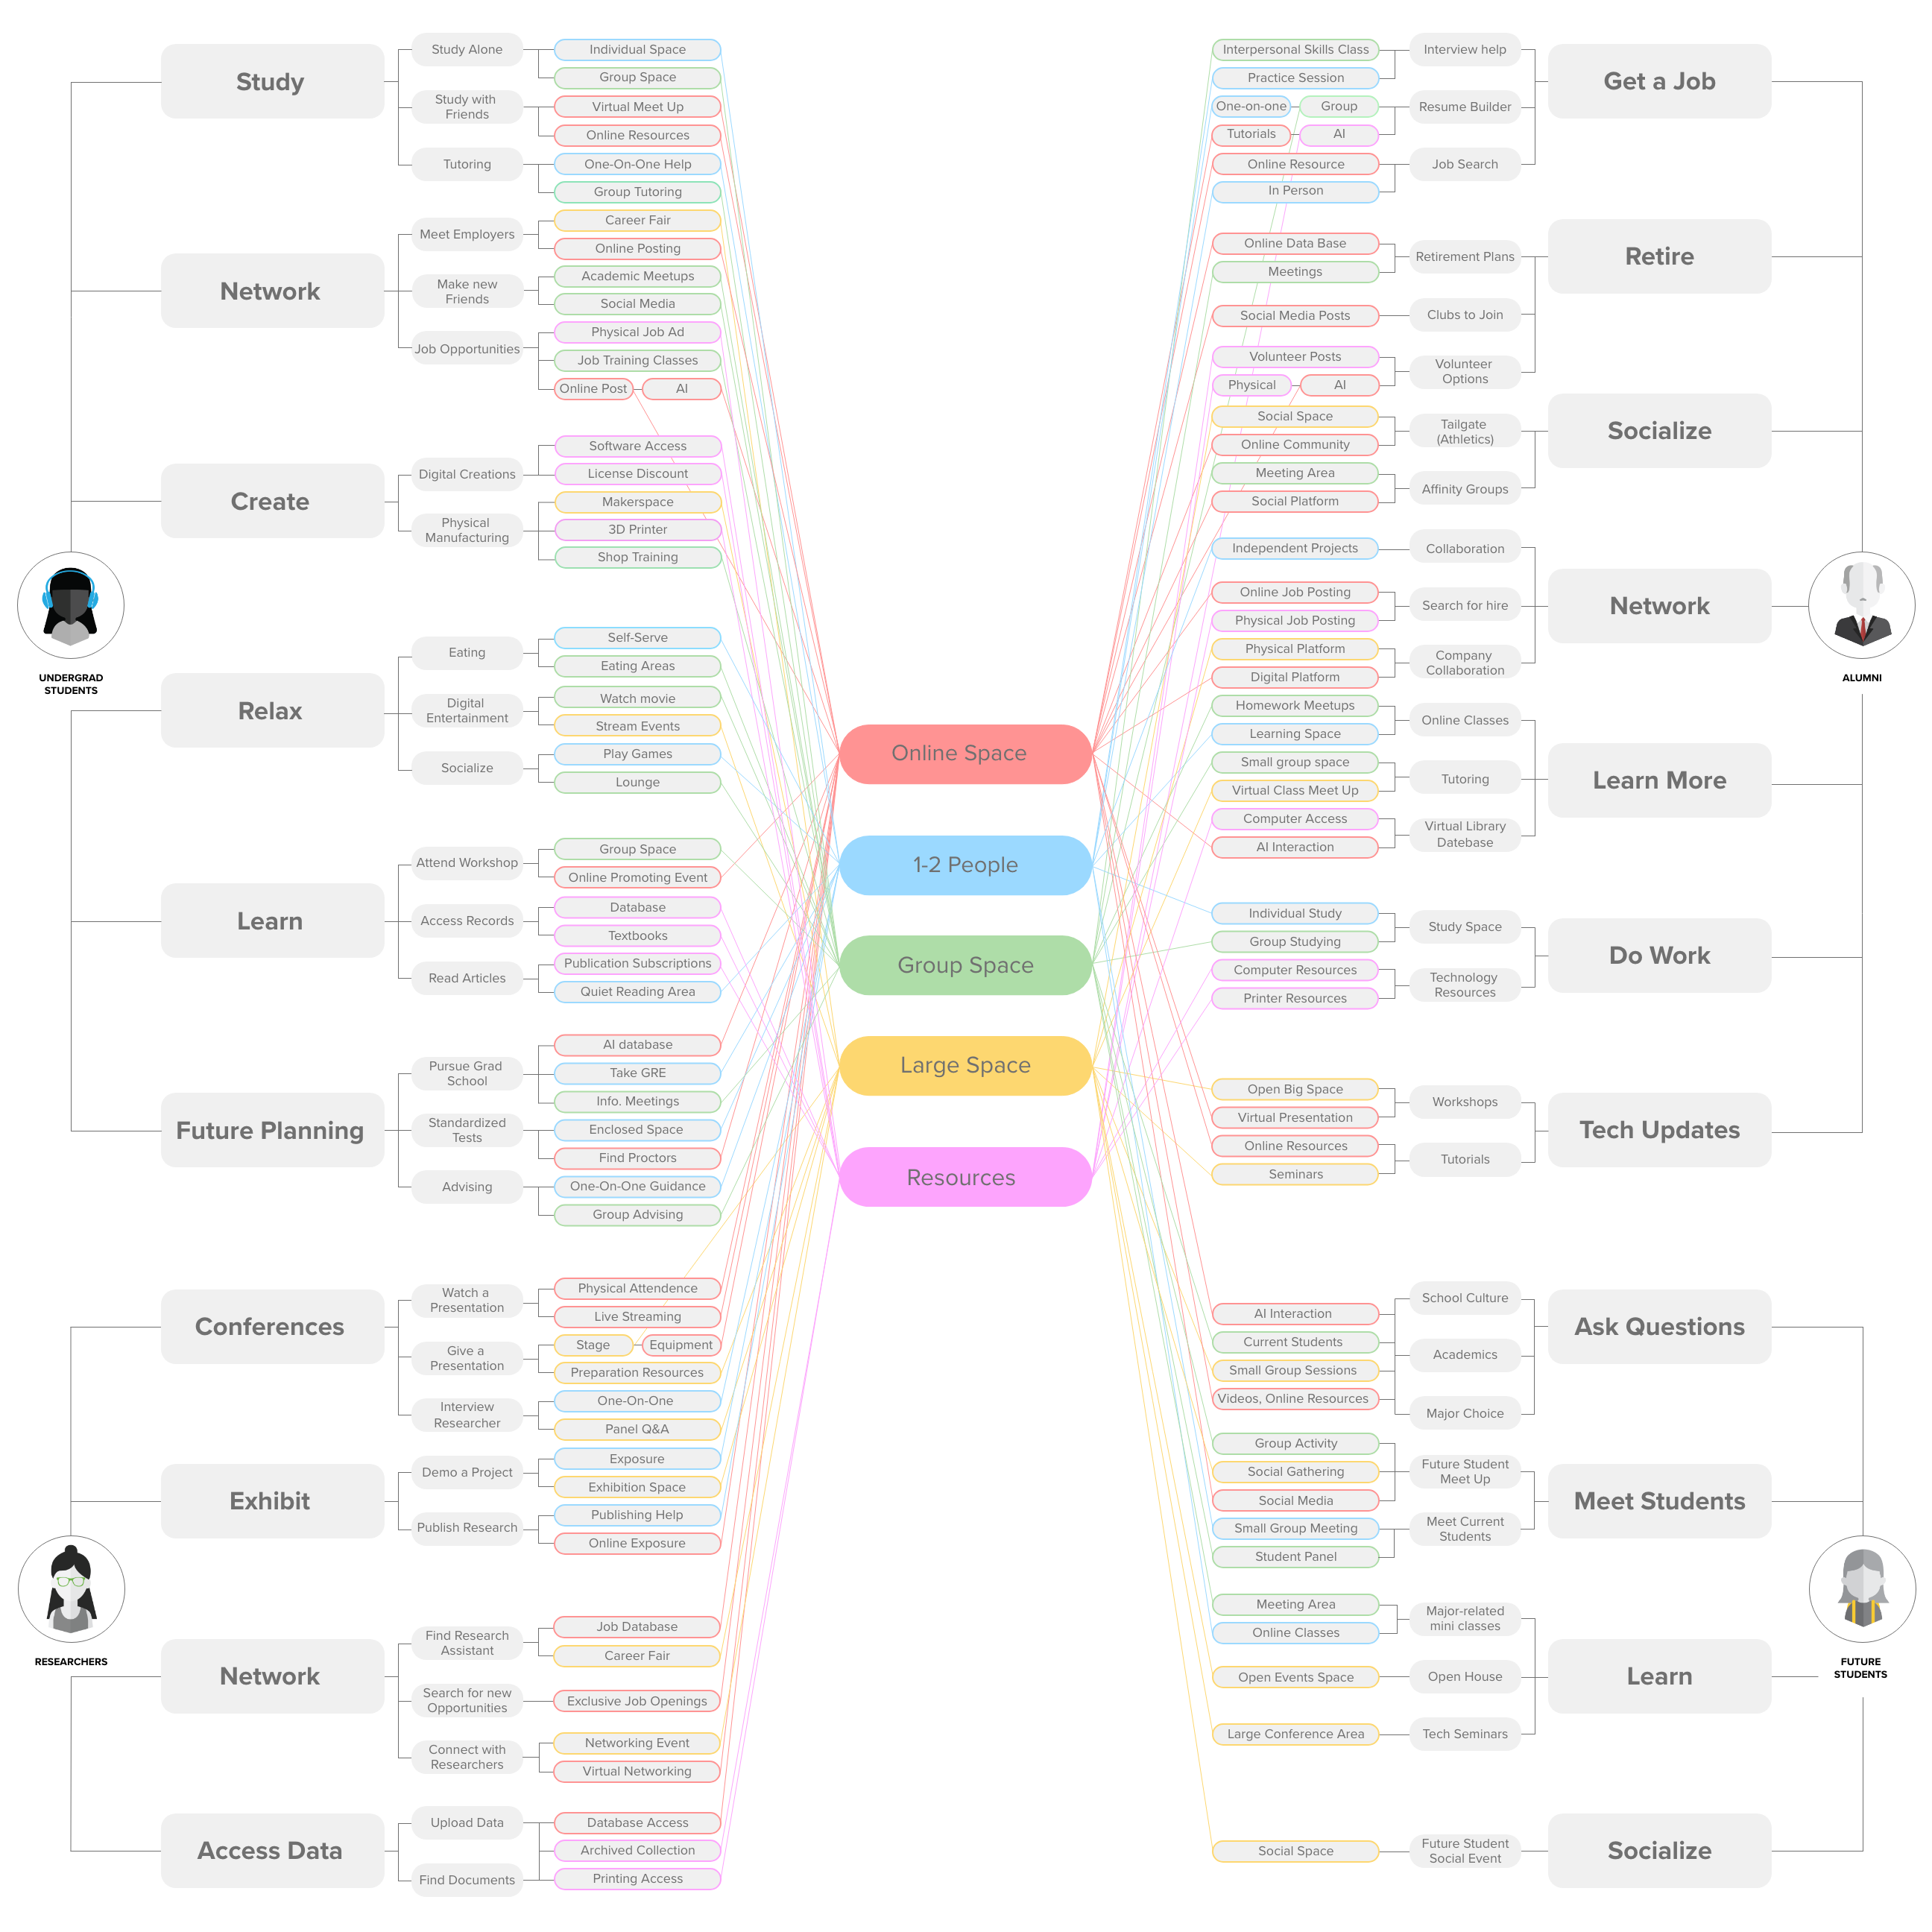 Study
Study Alone
Individual Space
Group Space
Study with
Friends
Virtual Meet Up
Online Resources
Tutoring
One-On-One Help
Group Tutoring
Network
Meet Employers
Career Fair
Online Posting
Make new
Friends
Academic Meetups
Social Media
Job Opportunities
Physical Job Ad
Job Training Classes
Online Post
AI
Create
Digital Creations
Software Access
License Discount
Physical
Manufacturing
Makerspace
3D Printer
Shop Training
UNDERGRAD
STUDENTS
Relax
Eating
Self-Serve
Eating Areas
Digital
Entertainment
Watch movie
Stream Events
Socialize
Play Games
Lounge
Learn
Attend Workshop
Group Space
Online Promoting Event
Access Records
Database
Textbooks
Read Articles
Publication Subscriptions
Quiet Reading Area
Future Planning
Pursue Grad
School
AI database
Take GRE
Info. Meetings
Standardized
Tests
Enclosed Space
Find Proctors
Advising
One-On-One Guidance
Group Advising
Conferences
Watch a
Presentation
Physical Attendence
Live Streaming
Give a
Presentation
Stage
Equipment
Preparation Resources
Interview
Researcher
One-On-One
Panel Q&A
Exhibit
Demo a Project
Exposure
Exhibition Space
Publish Research
Publishing Help
Online Exposure
RESEARCHERS
Network
Find Research
Assistant
Job Database
Career Fair
Search for new
Opportunities
Exclusive Job Openings
Connect with
Researchers
Networking Event
Virtual Networking
Access Data
Upload Data
Find Documents
Database Access
Archived Collection
Printing Access
Online Space
1-2 People
Group Space
Large Space
Resources
Interpersonal Skills Class
Practice Session
Interview help
Get a Job
One-on-one
Group
Tutorials
AI
Resume Builder
Online Resource
In Person
Job Search
Online Data Base
Meetings
Retirement Plans
Retire
Social Media Posts
Clubs to Join
Volunteer Posts
Physical
AI
Volunteer
Options
Social Space
Online Community
Tailgate
(Athletics)
Socialize
Meeting Area
Social Platform
Affinity Groups
Independent Projects
Collaboration
Online Job Posting
Physical Job Posting
Search for hire
Network
Physical Platform
Digital Platform
Company
Collaboration
ALUMNI
Homework Meetups
Learning Space
Online Classes
Small group space
Virtual Class Meet Up
Tutoring
Learn More
Computer Access
AI Interaction
Virtual Library
Datebase
Individual Study
Group Studying
Study Space
Do Work
Computer Resources
Printer Resources
Technology
Resources
Open Big Space
Virtual Presentation
Workshops
Tech Updates
Online Resources
Seminars
Tutorials
AI Interaction
Current Students
Small Group Sessions
Videos, Online Resources
School Culture
Academics
Major Choice
Ask Questions
Group Activity
Social Gathering
Social Media
Future Student
Meet Up
Meet Students
Small Group Meeting
Student Panel
Meet Current
Students
FUTURE
STUDENTS
Meeting Area
Online Classes
Major-related
mini classes
Open Events Space
Open House
Learn
Large Conference Area
Tech Seminars
Social Space
Future Student
Social Event
Socialize